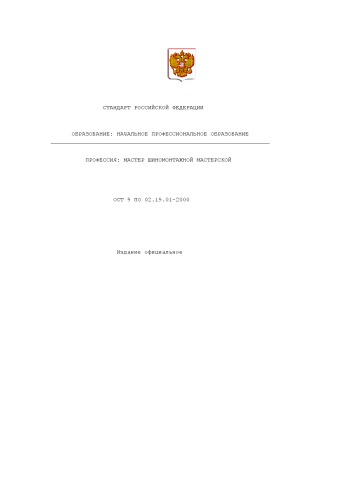 СТАНДАРТ РОССИЙСКОЙ ФЕДЕРАЦИИ
ОБРАЗОВАНИЕ: НАЧАЛЬНОЕ ПРОФЕССИОНАЛЬНОЕ ОБРАЗОВАНИЕ
ПРОФЕССИЯ: МАСТЕР ШИНОМОНТАЖНОЙ МАСТЕРСКОЙ
ОСТ 9 ПО 02.19.01-2000
Издание официальное